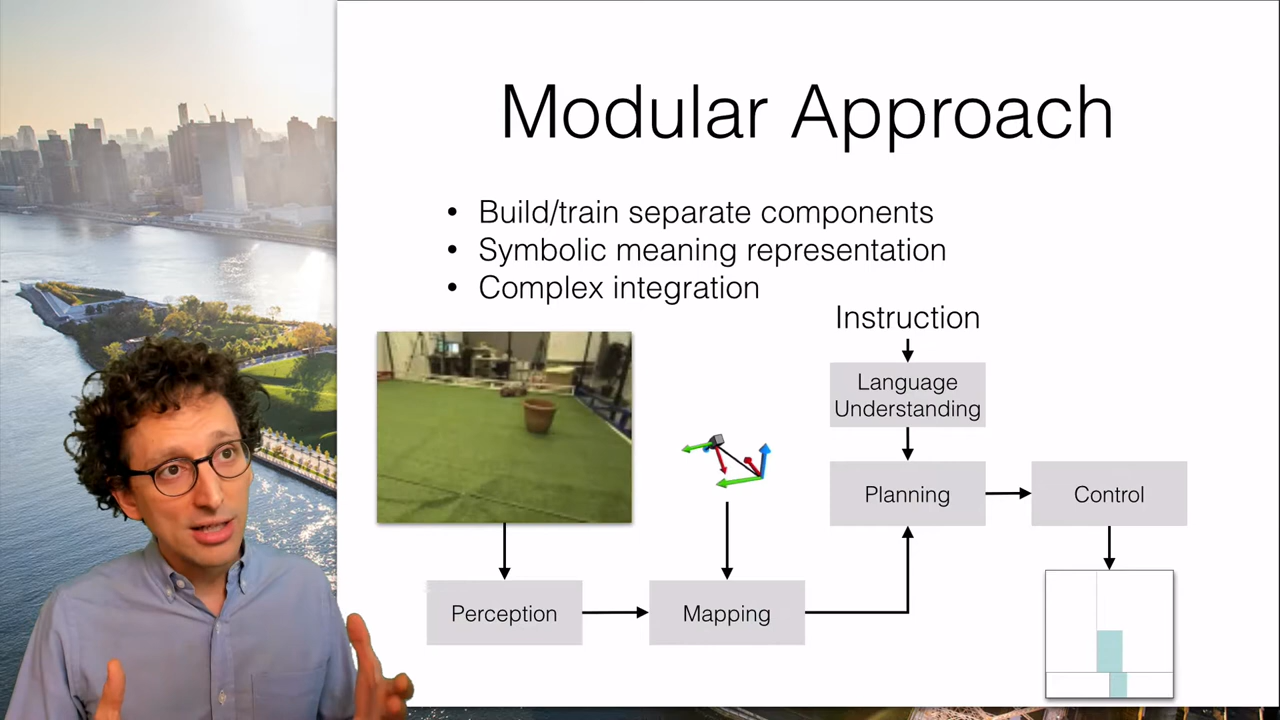 Modular Approach
• Build/train separate components
• Symbolic meaning representation
• Complex integration
Instruction
Language
Understanding
Planning
Control
Perception
Mapping